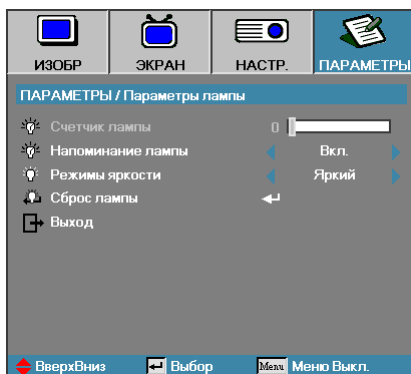 ИЗОБР ЭКРАН НАСТР. ПАРАМЕТРЫ
ПАРАМЕТРЫ / Параметры лампы
Счетчик лампы 0
Напоминание лампы Вкл.
Режимы яркости Яркий
Сброс лампы
Выход
ВверхВниз Выбор Menu Меню Выкл.